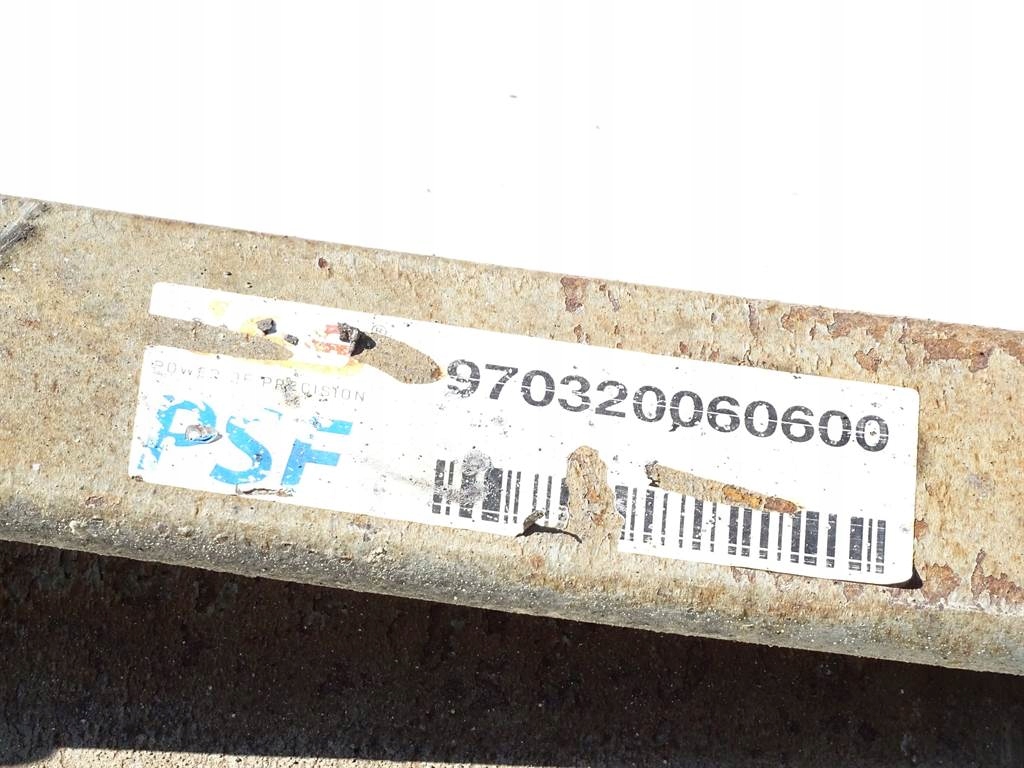 ®
POWER OF PRECISION
970320060600
PSF